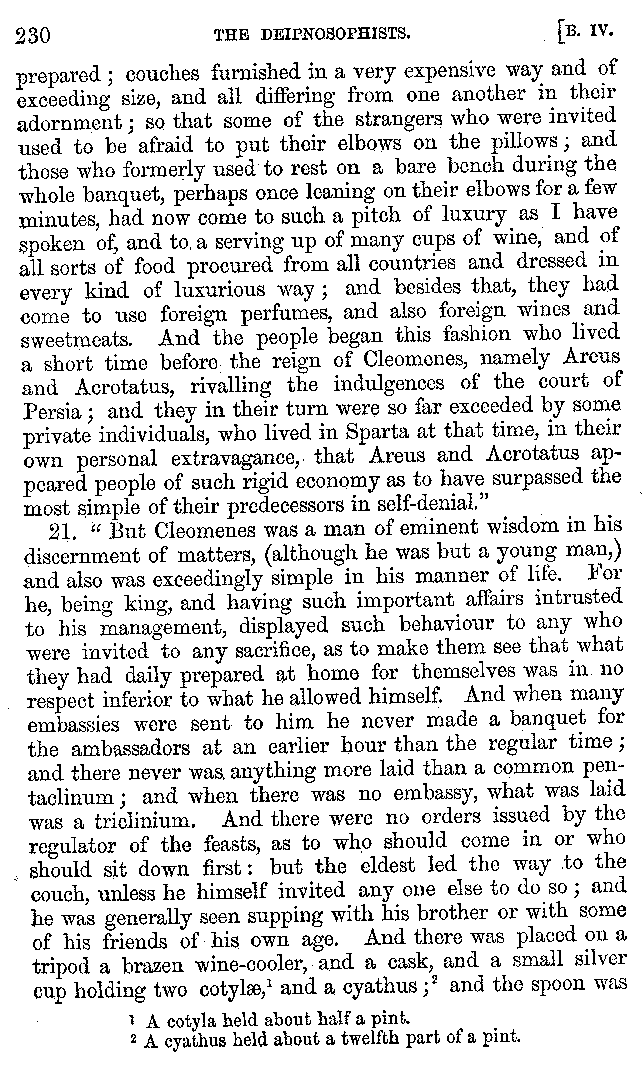 230 THE DEIPNOSOPHISTS. [B. IV.
prepared; couches furnished in a very expensive way and of
exceeding size, and all differing from one another in their
adornment; so that some of the strangers who were invited
used to be afraid to put their elbows on the pillows; and
those who formerly used to rest on a bare bench during the
whole banquet, perhaps once leaning on their elbows for a few
minutes, had now come to such a pitch of luxury as I have
spoken of, and to a serving up of many cups of wine, and of
all sorts of food procured from all countries and dressed in
every kind of luxurious way; and besides that, they had
come to use foreign perfumes, and also foreign wines and
sweetmeats. And the people began this fashion who lived
a short time before the reign of Cleomenes, namely Areus
and Acrotatus, rivalling the indulgences of the court of
Persia; and they in their turn were so far exceeded by some
private individuals, who lived in Sparta at that time, in their
own personal extravagance, that Areus and Acrotatus ap-
peared people of such rigid economy as to have surpassed the
most simple of their predecessors in self-denial."
21. "But Cleomenes was a man of eminent wisdom in his
discernment of matters, (although he was but a young man,)
and also was exceedingly simple in his manner of life. For
he, being king, and having such important affairs intrusted
to his management, displayed such behaviour to any who
were invited to any sacrifice, as to make them see that what
they had daily prepared at home for themselves was in no
respect inferior to what he allowed himself. And when many
embassies were sent to him he never made a banquet for
the ambassadors at an earlier hour than the regular time;
and there never was anything more laid than a common pen-
taclinum; and when there was no embassy, what was laid
was a triclinium. And there were no orders issued by the
regulator of the feasts, as to who should come in or who
should sit down first: but the eldest led the way to the
couch, unless he himself invited any one else to do so; and
he was generally seen supping with his brother or with some
of his friends of his own age. And there was placed on a
tripod a brazen wine-cooler, and a cask, and a small silver
cup holding two cotylæ,¹ and a cyathus;² and the spoon was
¹ A cotyla held about half a pint.
² A cyathus held about a twelfth part of a pint.